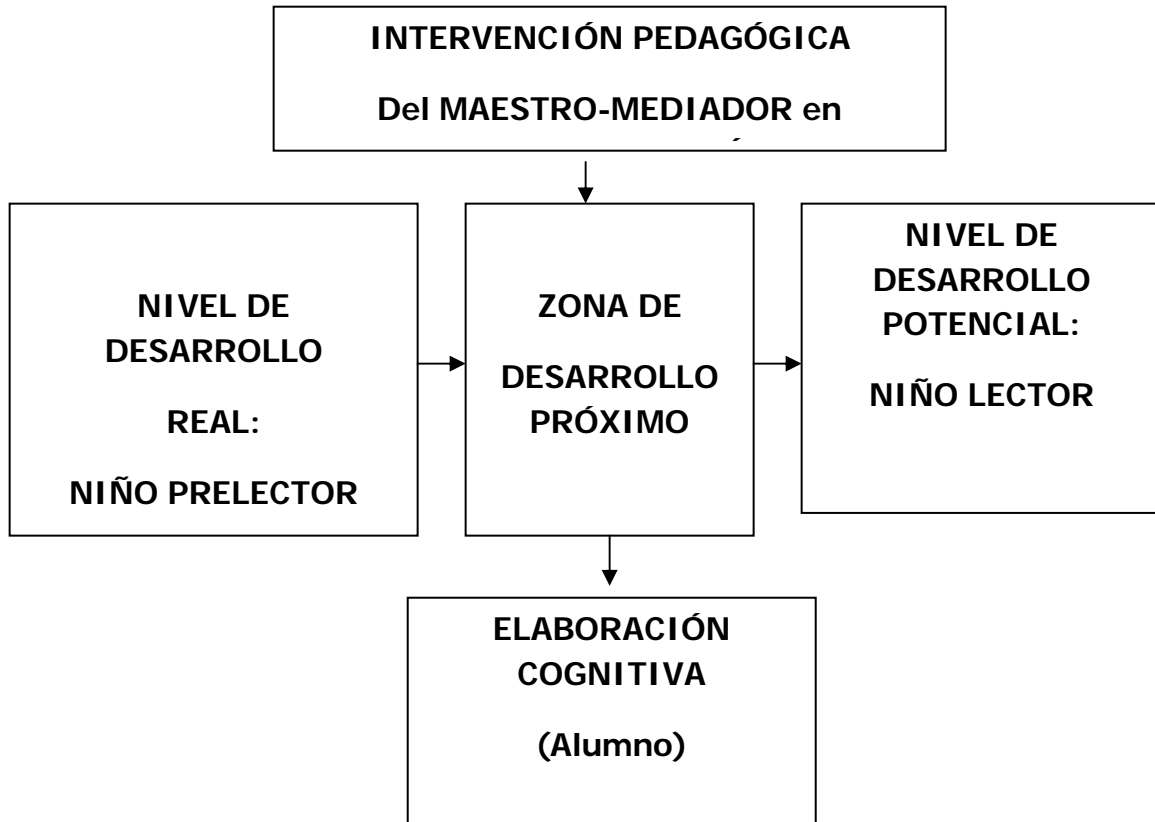 INTERVENCIÓN PEDAGÓGICA
Del MAESTRO-MEDIADOR en
NIVEL DE
DESARROLLO
REAL:
NIÑO PRELECTOR
ZONA DE
DESARROLLO
PRÓXIMO
NIVEL DE
DESARROLLO
POTENCIAL:
NIÑO LECTOR
ELABORACIÓN
COGNITIVA
(Alumno)